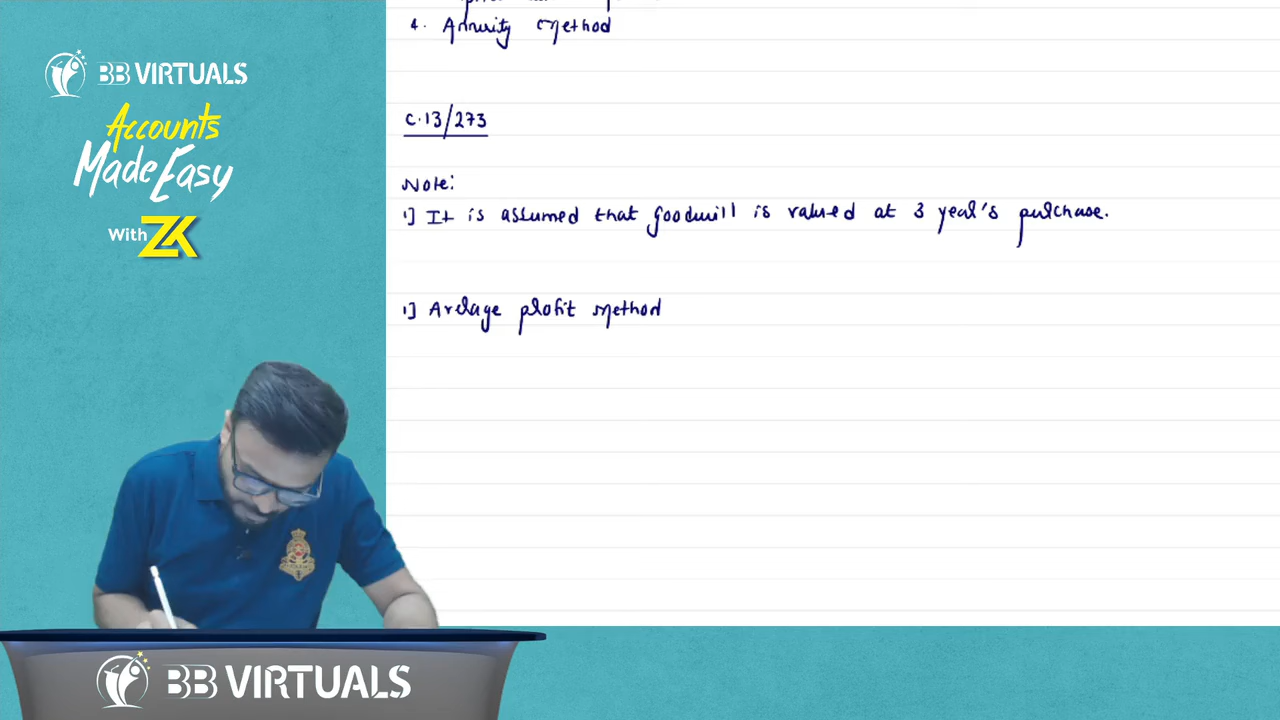 BB VIRTUALS
Accounts
Made Easy
With ZK
4. Annuity Method
C.13/273
Note:
1] It is assumed that goodwill is valued at 3 year's purchase.
1] Average profit method
BB VIRTUALS